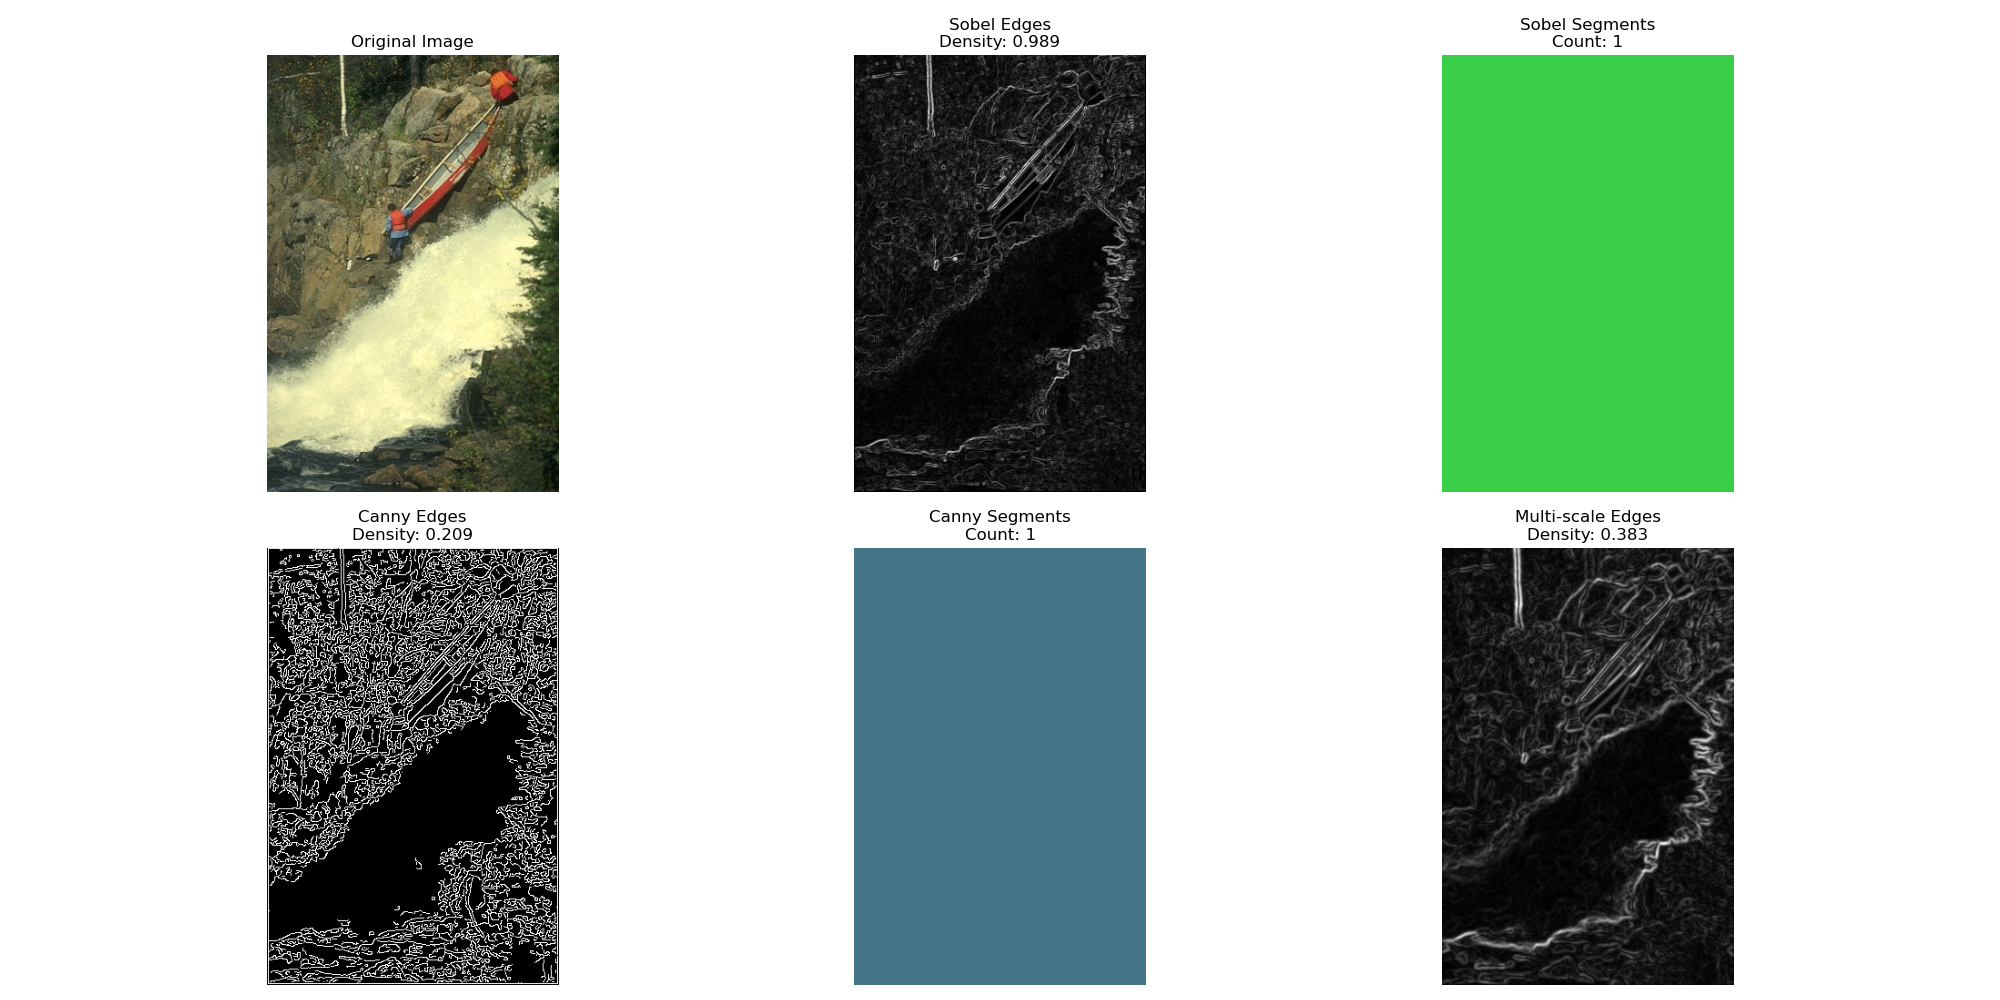 Original Image
Sobel Edges
Density: 0.989
Sobel Segments
Count: 1
Canny Edges
Density: 0.209
Canny Segments
Count: 1
Multi-scale Edges
Density: 0.383